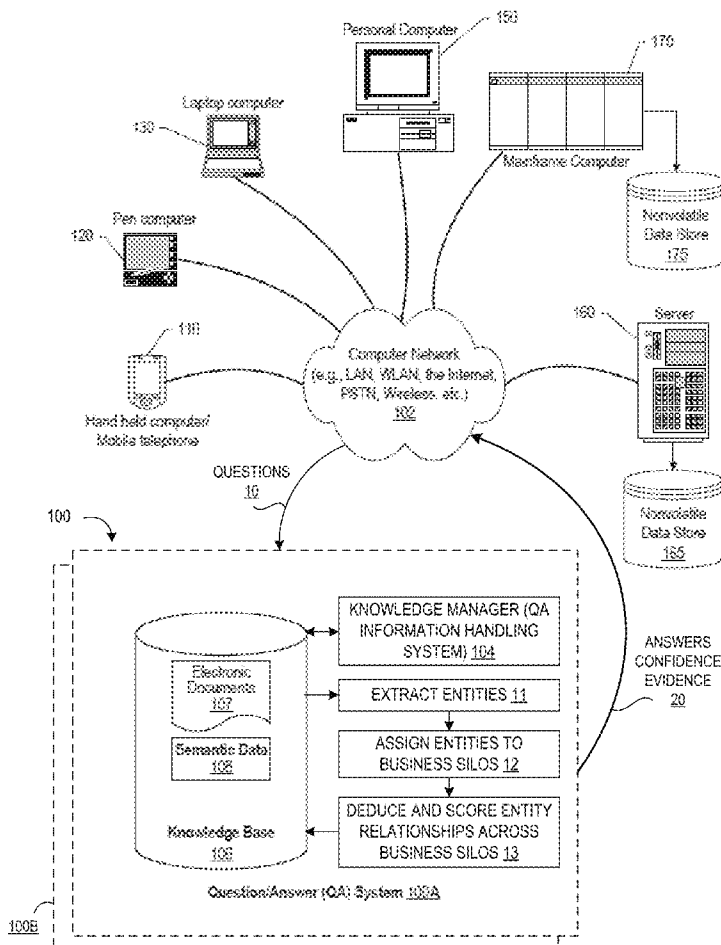 150
Personal Computer
170
Laptop computer
130
Mainframe Computer
Pen computer
120
Nonvolatile
Data Store
175
Server
160
110
Computer Network
(e.g., LAN, WLAN, the Internet,
PSTN, Wireless, etc.)
102
Hand held computer/
Mobile telephone
QUESTIONS
10
Nonvolatile
Data Store
165
100
KNOWLEDGE MANAGER (QA
INFORMATION HANDLING
SYSTEM) 104
ANSWERS
CONFIDENCE
EVIDENCE
20
Electronic
Documents
107
EXTRACT ENTITIES 11
Semantic Data
108
ASSIGN ENTITIES TO
BUSINESS SILOS 12
DEDUCE AND SCORE ENTITY
RELATIONSHIPS ACROSS
BUSINESS SILOS 13
Knowledge Base
106
Question/Answer (QA) System 100A
100B